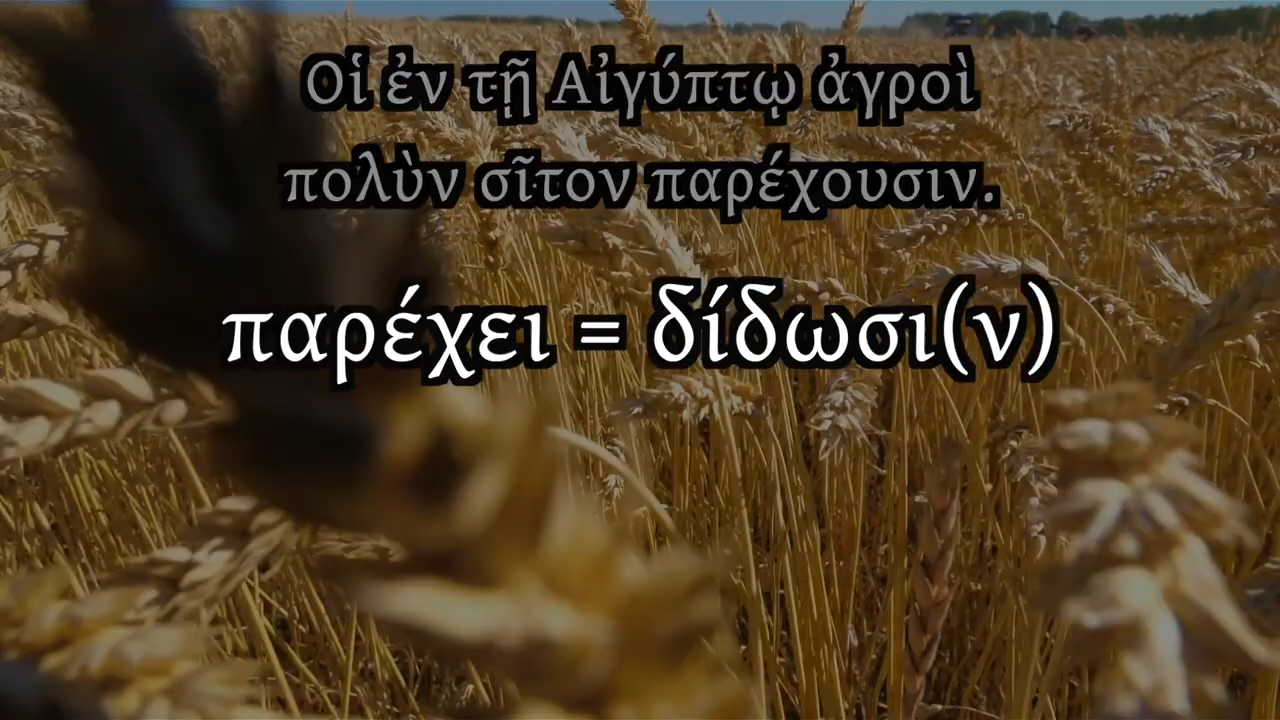 Οἱ ἐν τῇ Αἰγύπτῳ ἀγροὶ
πολὺν σῖτον παρέχουσιν.
παρέχει = δίδωσι(ν)